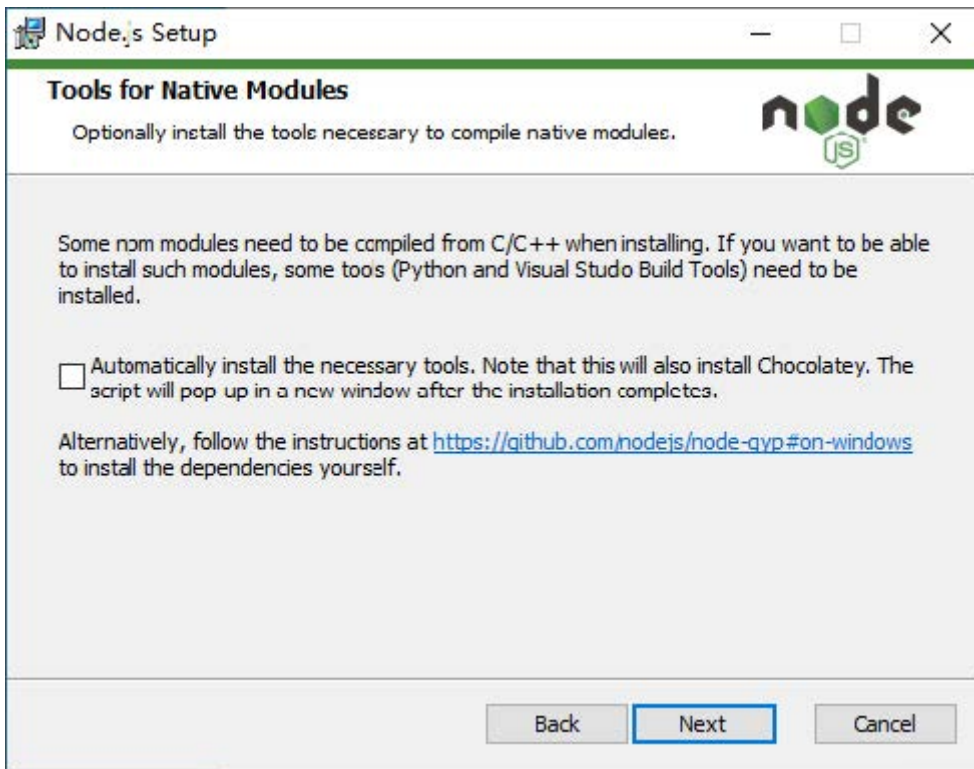 Node.js Setup
Tools for Native Modules
Optionally install the tools necessary to compile native modules.
node
JS
Some npm modules need to be compiled from C/C++ when installing. If you want to be able
to install such modules, some tools (Python and Visual Studo Build Tools) need to be
installed.
Automatically install the necessary tools. Note that this will also install Chocolatey. The
script will pop up in a new window after the installation completes.
Alternatively, follow the instructions at https://github.com/nodejs/node-gyp#on-windows
to install the dependencies yourself.
Back Next Cancel